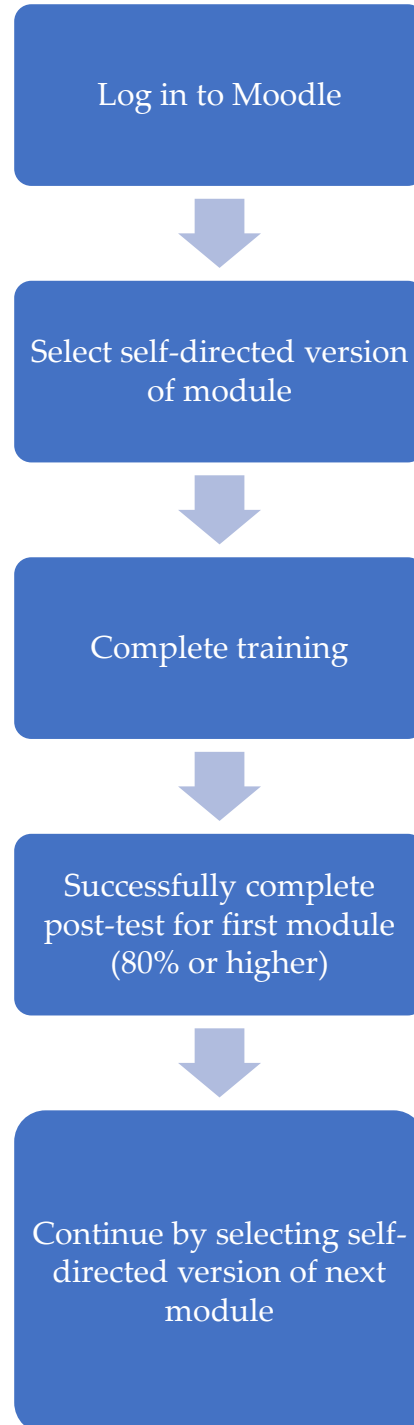 Log in to Moodle
Select self-directed version
of module
Complete training
Successfully complete
post-test for first module
(80% or higher)
Continue by selecting self-
directed version of next
module